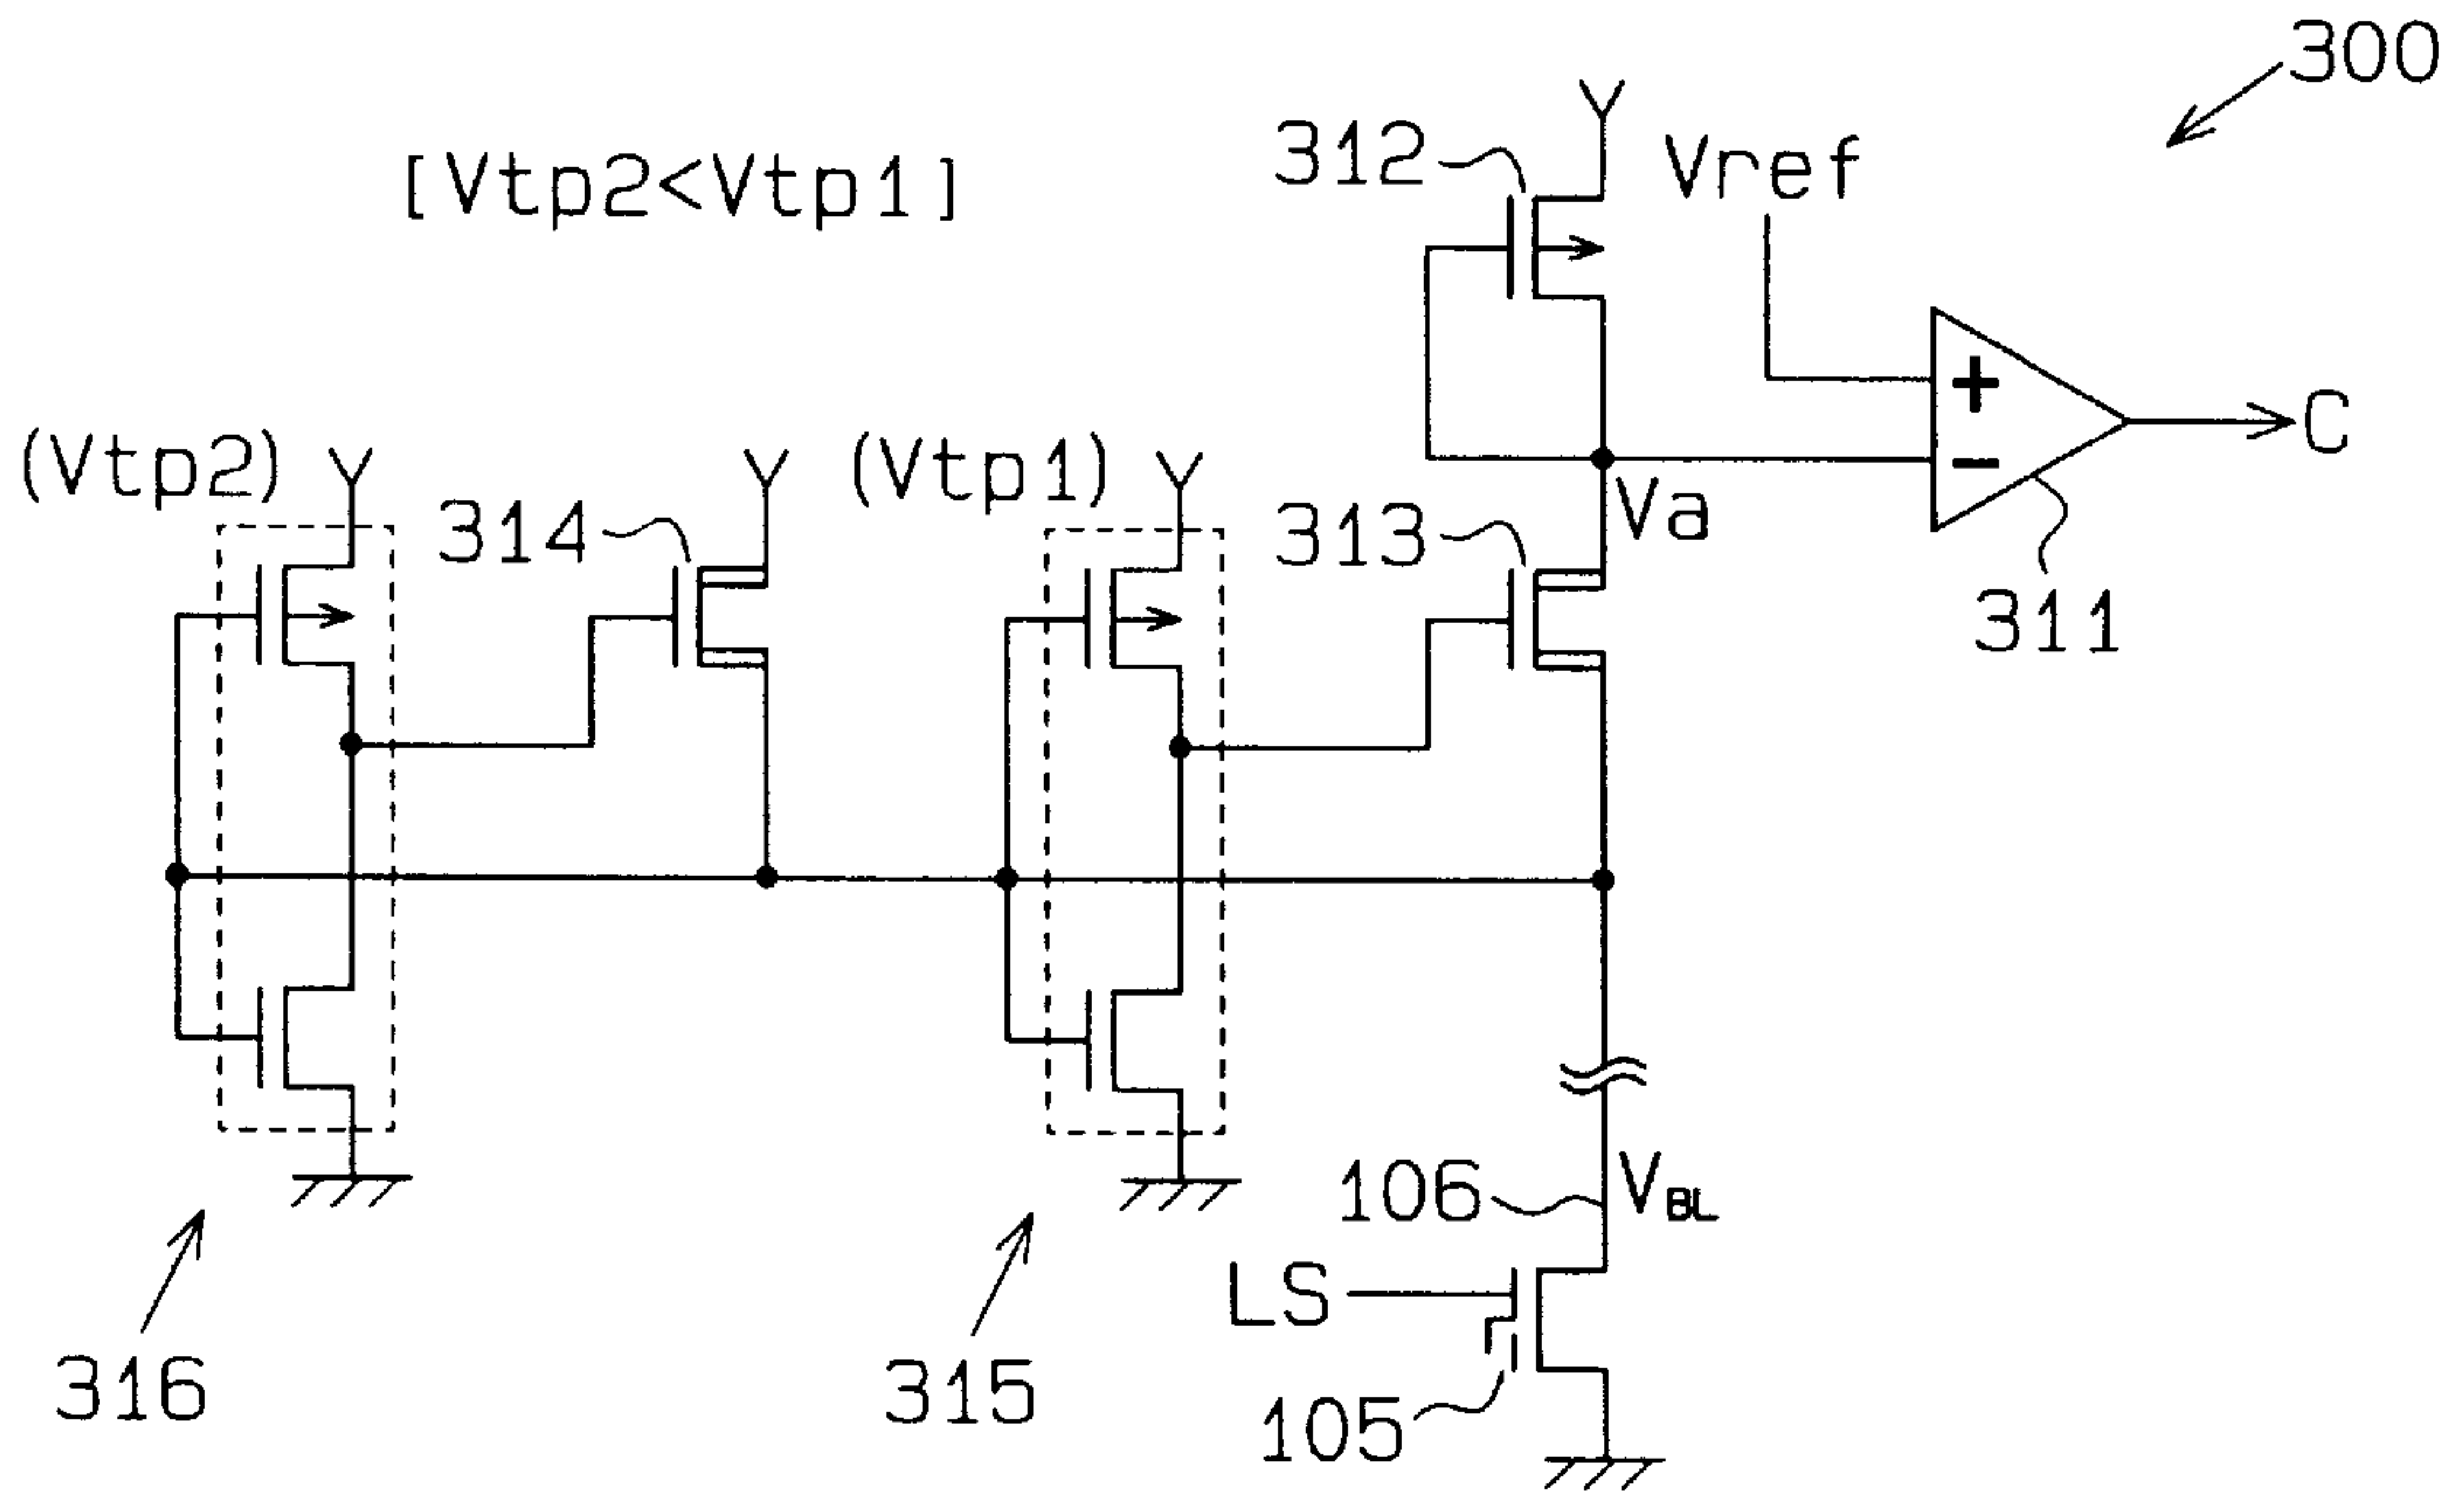 300
[Vtp2<Vtp1]
312
Vref
+
C
(Vtp2)
314
(Vtp1)
313
Va
−
311
106
VBL
LS
316
315
105